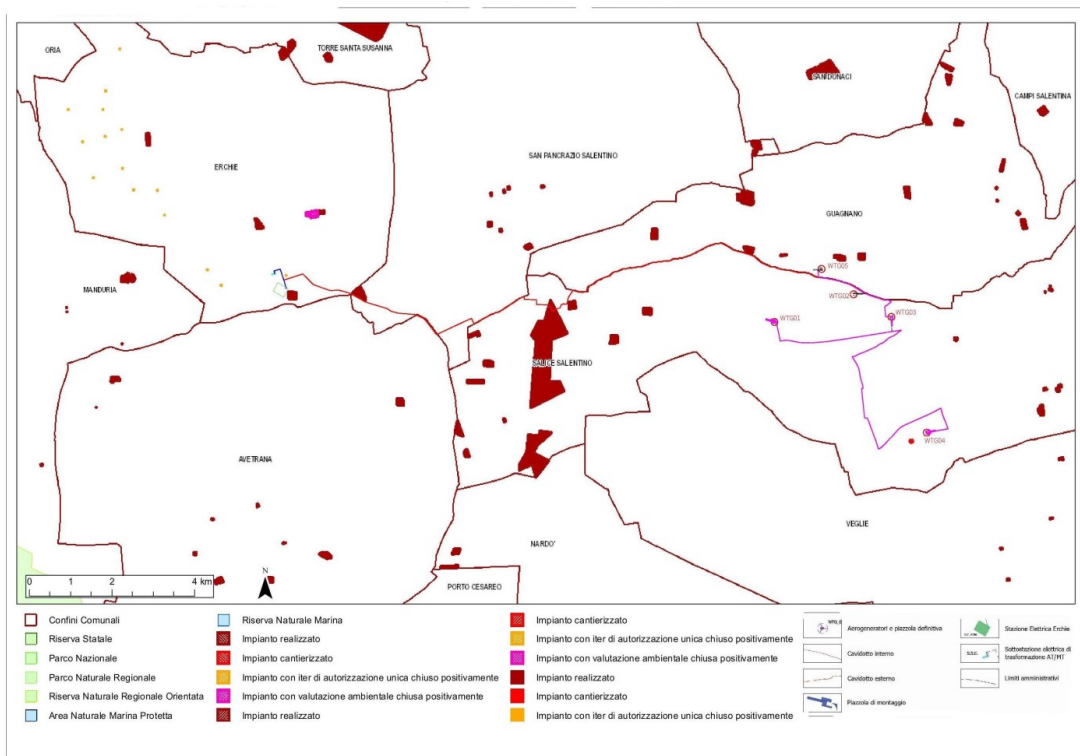 ORIA
TORRE SANTA SUSANNA
SANDONACI
CAMPI SALENTINA
SAN PANCRAZIO SALENTINO
ERCHIE
GUAGNANO
WTG05
MANDURIA
WTG02
WTG03
WTG01
SALICE SALENTINO
WTG04
AVETRANA
VEGLIE
NARDO'
PORTO CESAREO
N
0 1 2 4 km
Confini Comunali
Riserva Statale
Parco Nazionale
Parco Naturale Regionale
Riserva Naturale Regionale Orientata
Area Naturale Marina Protetta
Riserva Naturale Marina
Impianto realizzato
Impianto cantierizzato
Impianto con iter di autorizzazione unica chiuso positivamente
Impianto con valutazione ambientale chiusa positivamente
Impianto realizzato
Impianto cantierizzato
Impianto con iter di autorizzazione unica chiuso positivamente
Impianto con valutazione ambientale chiusa positivamente
Impianto realizzato
Impianto cantierizzato
Impianto con iter di autorizzazione unica chiuso positivamente
Aerogeneratori e piazzola definitiva
Cavidotto interno
Cavidotto esterno
Piazzola di montaggio
Stazione Elettrica Erchie
S.S.E.
Sottostazione elettrica di
trasformazione AT/MT
Limiti amministrativi